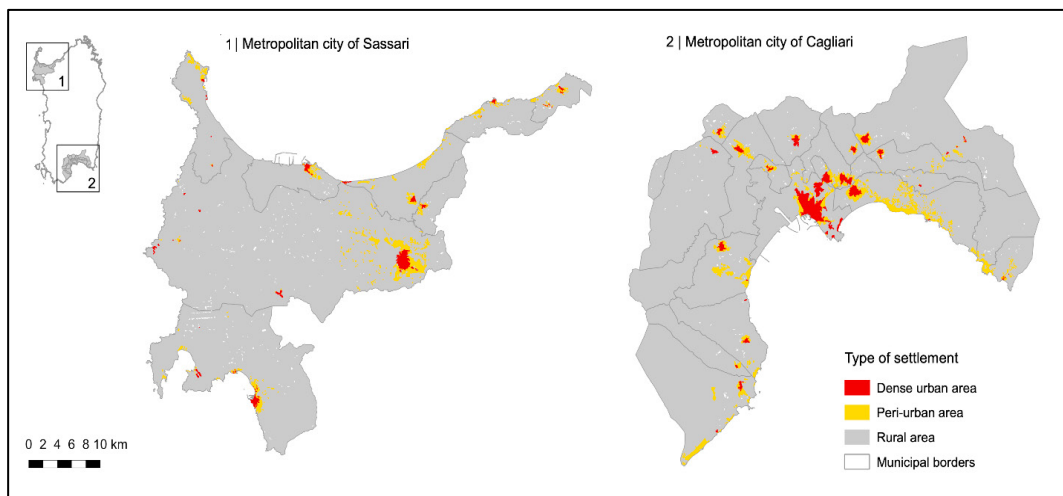 1 | Metropolitan city of Sassari
2 | Metropolitan city of Cagliari
1
2
Type of settlement
Dense urban area
Peri-urban area
Rural area
Municipal borders
0 2 4 6 8 10 km